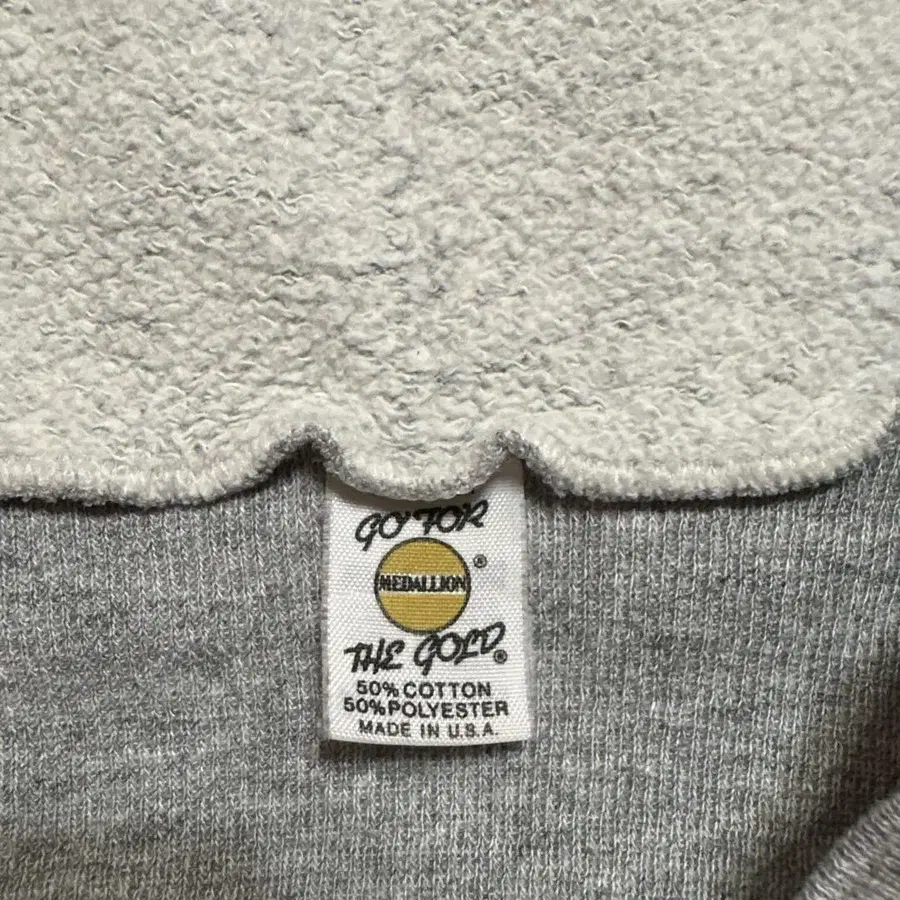 GO FOR
MEDALLION®
THE GOLD®
50% COTTON
50% POLYESTER
MADE IN U.S.A.